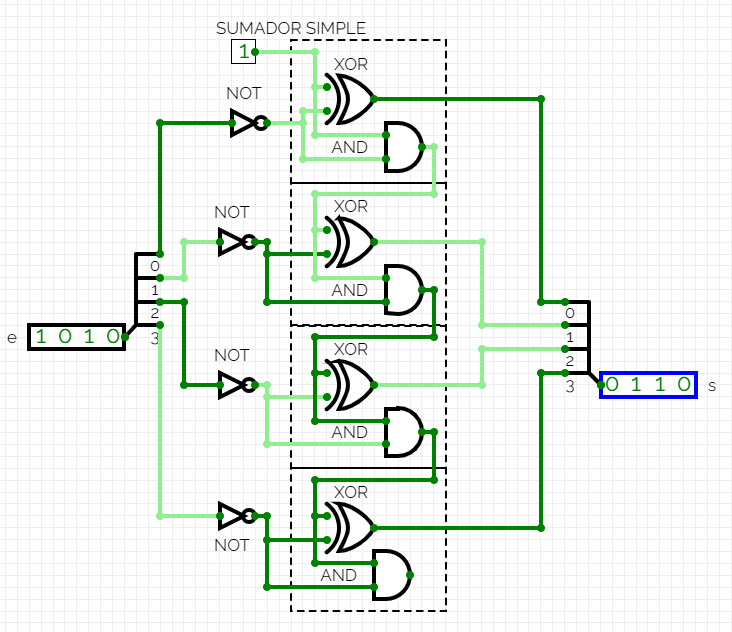 SUMADOR SIMPLE
1
XOR
NOT
AND
XOR
NOT
AND
0
1
2
3
e
1 0 1 0
0
1
2
3
0 1 1 0
s
XOR
NOT
AND
XOR
NOT
AND